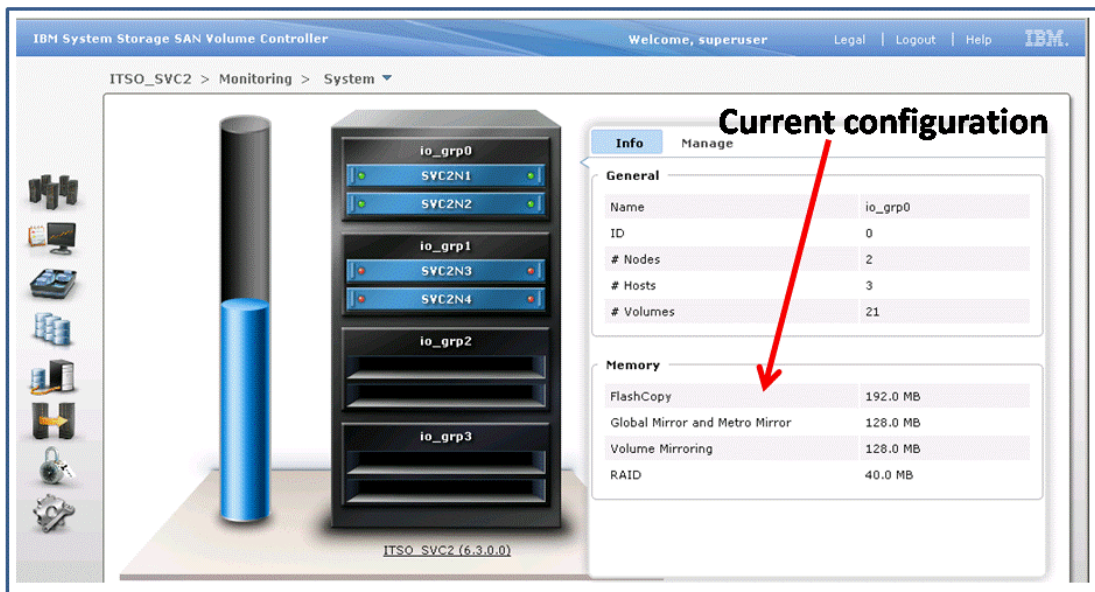 IBM System Storage SAN Volume Controller Welcome, superuser Legal | Logout | Help IBM.
ITSO_SVC2 > Monitoring > System
Current configuration
Info Manage
io_grp0
SVC2N1
SVC2N2
io_grp1
SVC2N3
SVC2N4
io_grp2
io_grp3
ITSO_SVC2 (6.3.0.0)
General
Name io_grp0
ID 0
# Nodes 2
# Hosts 3
# Volumes 21
Memory
FlashCopy 192.0 MB
Global Mirror and Metro Mirror 128.0 MB
Volume Mirroring 128.0 MB
RAID 40.0 MB